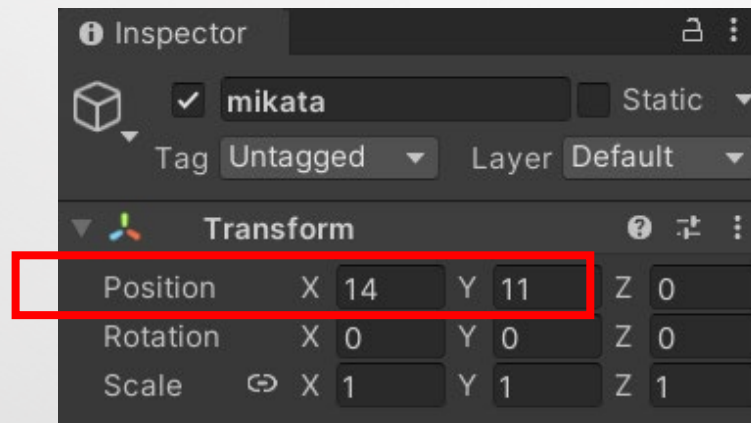 Inspector
mikata Static
Tag Untagged Layer Default
Transform
Position X 14 Y 11 Z 0
Rotation X 0 Y 0 Z 0
Scale X 1 Y 1 Z 1